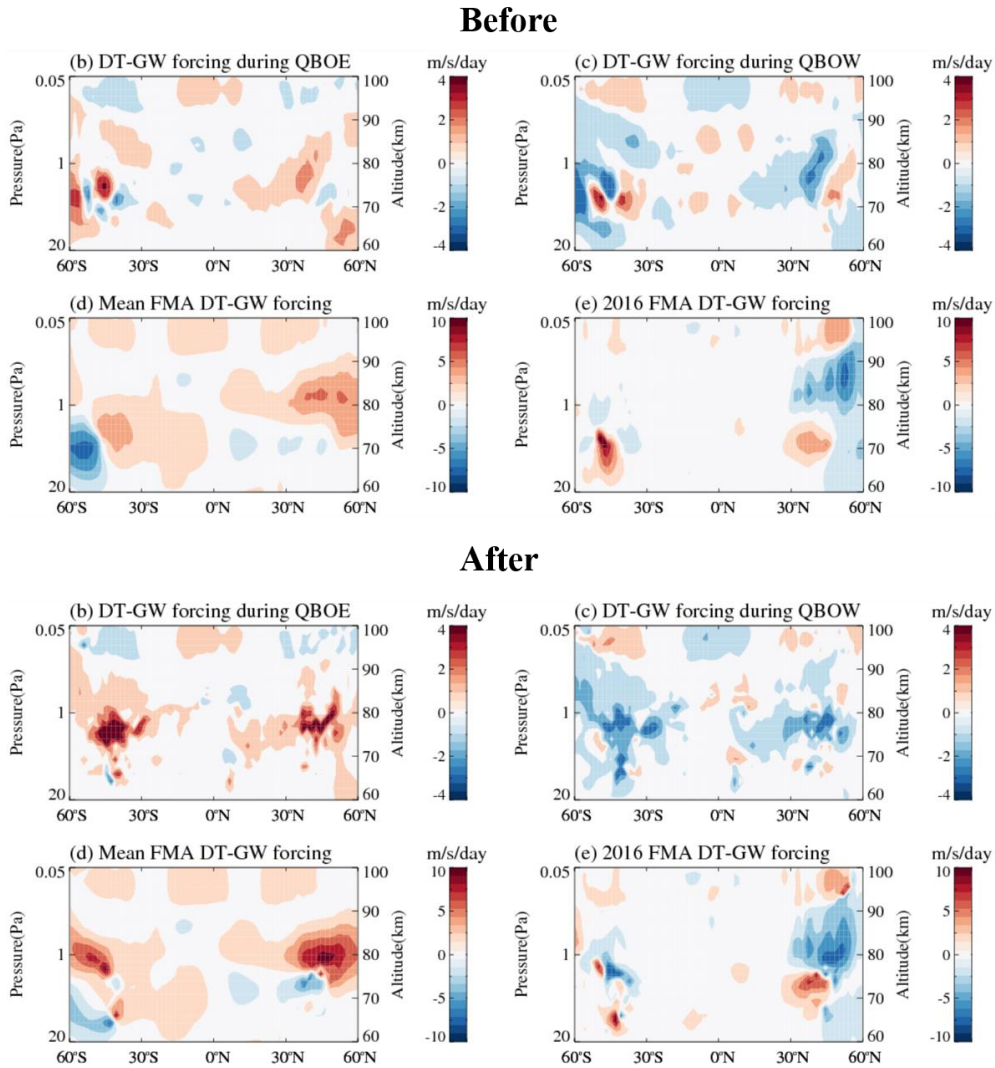 Before
(b) DT-GW forcing during QBOE m/s/day
0.05 100 4
90 2
Pressure(Pa) 1 80 Altitude(km) 0
70 -2
20 60 -4
60°S 30°S 0°N 30°N 60°N
(c) DT-GW forcing during QBOW m/s/day
0.05 100 4
90 2
Pressure(Pa) 1 80 Altitude(km) 0
70 -2
20 60 -4
60°S 30°S 0°N 30°N 60°N
(d) Mean FMA DT-GW forcing m/s/day
0.05 100 10
90 5
Pressure(Pa) 1 80 Altitude(km) 0
70 -5
20 60 -10
60°S 30°S 0°N 30°N 60°N
(e) 2016 FMA DT-GW forcing m/s/day
0.05 100 10
90 5
Pressure(Pa) 1 80 Altitude(km) 0
70 -5
20 60 -10
60°S 30°S 0°N 30°N 60°N
After
(b) DT-GW forcing during QBOE m/s/day
0.05 100 4
90 2
Pressure(Pa) 1 80 Altitude(km) 0
70 -2
20 60 -4
60°S 30°S 0°N 30°N 60°N
(c) DT-GW forcing during QBOW m/s/day
0.05 100 4
90 2
Pressure(Pa) 1 80 Altitude(km) 0
70 -2
20 60 -4
60°S 30°S 0°N 30°N 60°N
(d) Mean FMA DT-GW forcing m/s/day
0.05 100 10
90 5
Pressure(Pa) 1 80 Altitude(km) 0
70 -5
20 60 -10
60°S 30°S 0°N 30°N 60°N
(e) 2016 FMA DT-GW forcing m/s/day
0.05 100 10
90 5
Pressure(Pa) 1 80 Altitude(km) 0
70 -5
20 60 -10
60°S 30°S 0°N 30°N 60°N